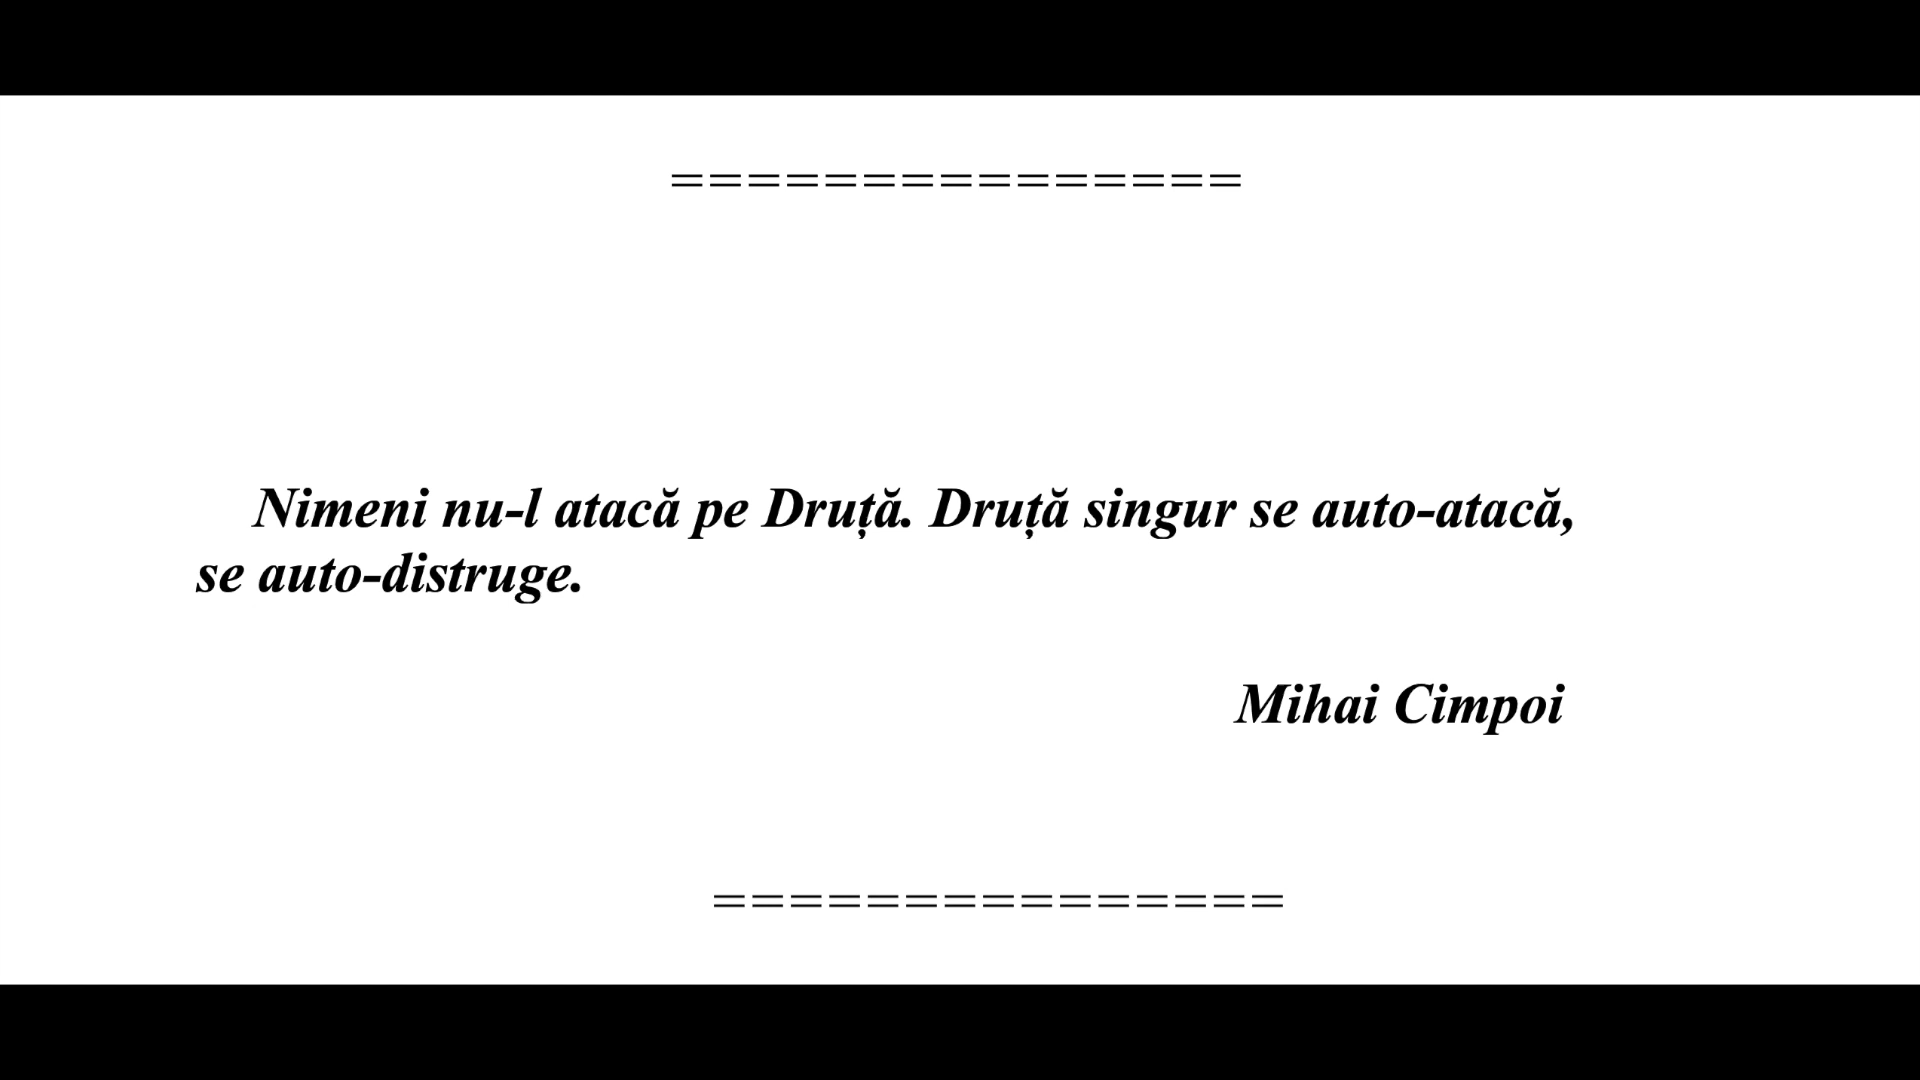 ===============
Nimeni nu-l atacă pe Druță. Druță singur se auto-atacă,
se auto-distruge.
Mihai Cimpoi
===============